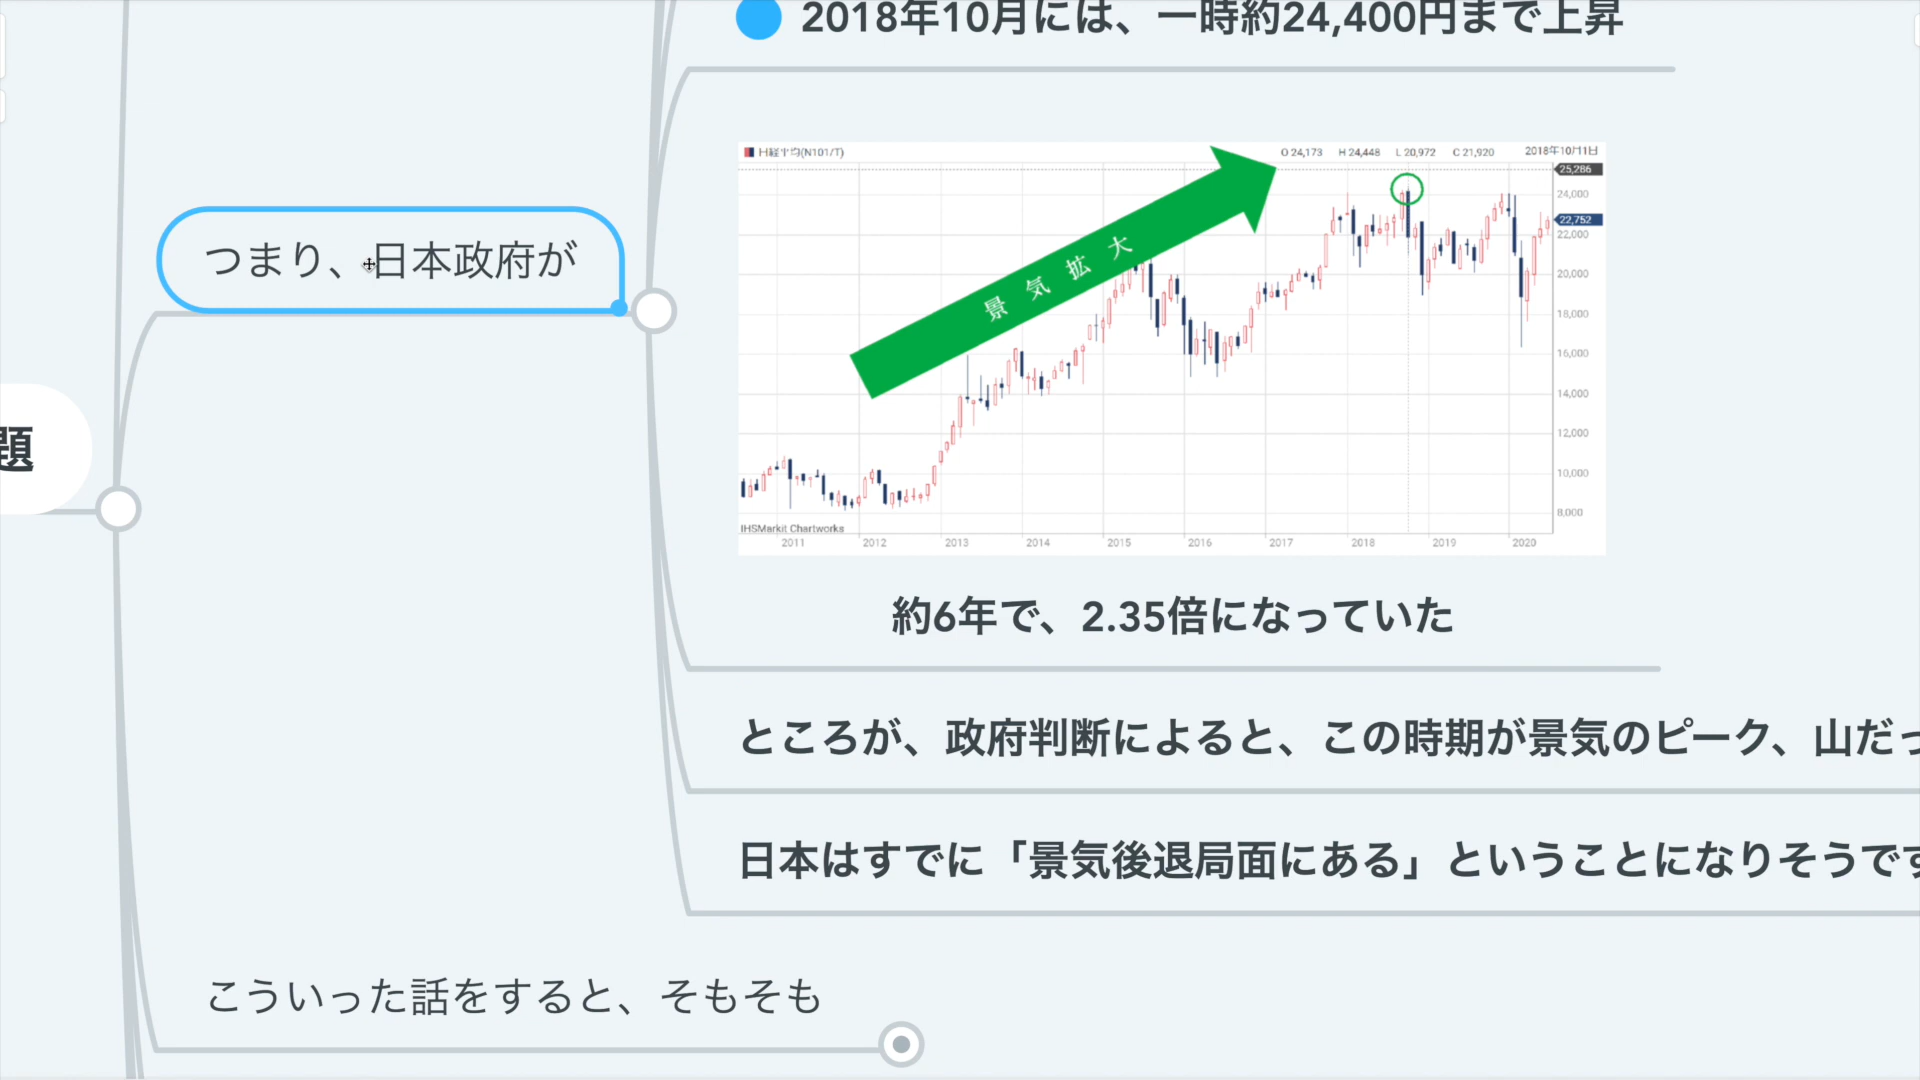 2018年10月には、一時約24,400円まで上昇
つまり、日本政府が
題
日経平均(N101/T)
O 24,173 H 24,448 L 20,972 C 21,920 2018年10月1日
25,286
24,000
22,752
22,000
20,000
18,000
16,000
14,000
12,000
10,000
8,000
景気拡大
IHSMarkit Chartworks
2011 2012 2013 2014 2015 2016 2017 2018 2019 2020
約6年で、2.35倍になっていた
ところが、政府判断によると、この時期が景気のピーク、山だっ
日本はすでに「景気後退局面にある」ということになりそうです
こういった話をすると、そもそも